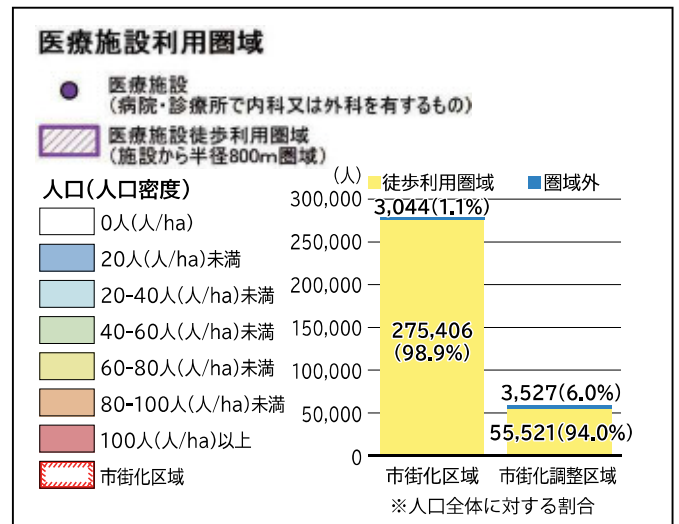 医療施設利用圏域
医療施設
(病院・診療所で内科又は外科を有するもの)
医療施設徒歩利用圏域
(施設から半径800m圏域)
人口(人口密度)
0人(人/ha)
20人(人/ha)未満
20-40人(人/ha)未満
40-60人(人/ha)未満
60-80人(人/ha)未満
80-100人(人/ha)未満
100人(人/ha)以上
市街化区域
(人)
徒歩利用圏域 圏域外
300,000
250,000
200,000
150,000
100,000
50,000
0
3,044(1.1%)
275,406
(98.9%)
3,527(6.0%)
55,521(94.0%)
市街化区域 市街化調整区域
※人口全体に対する割合